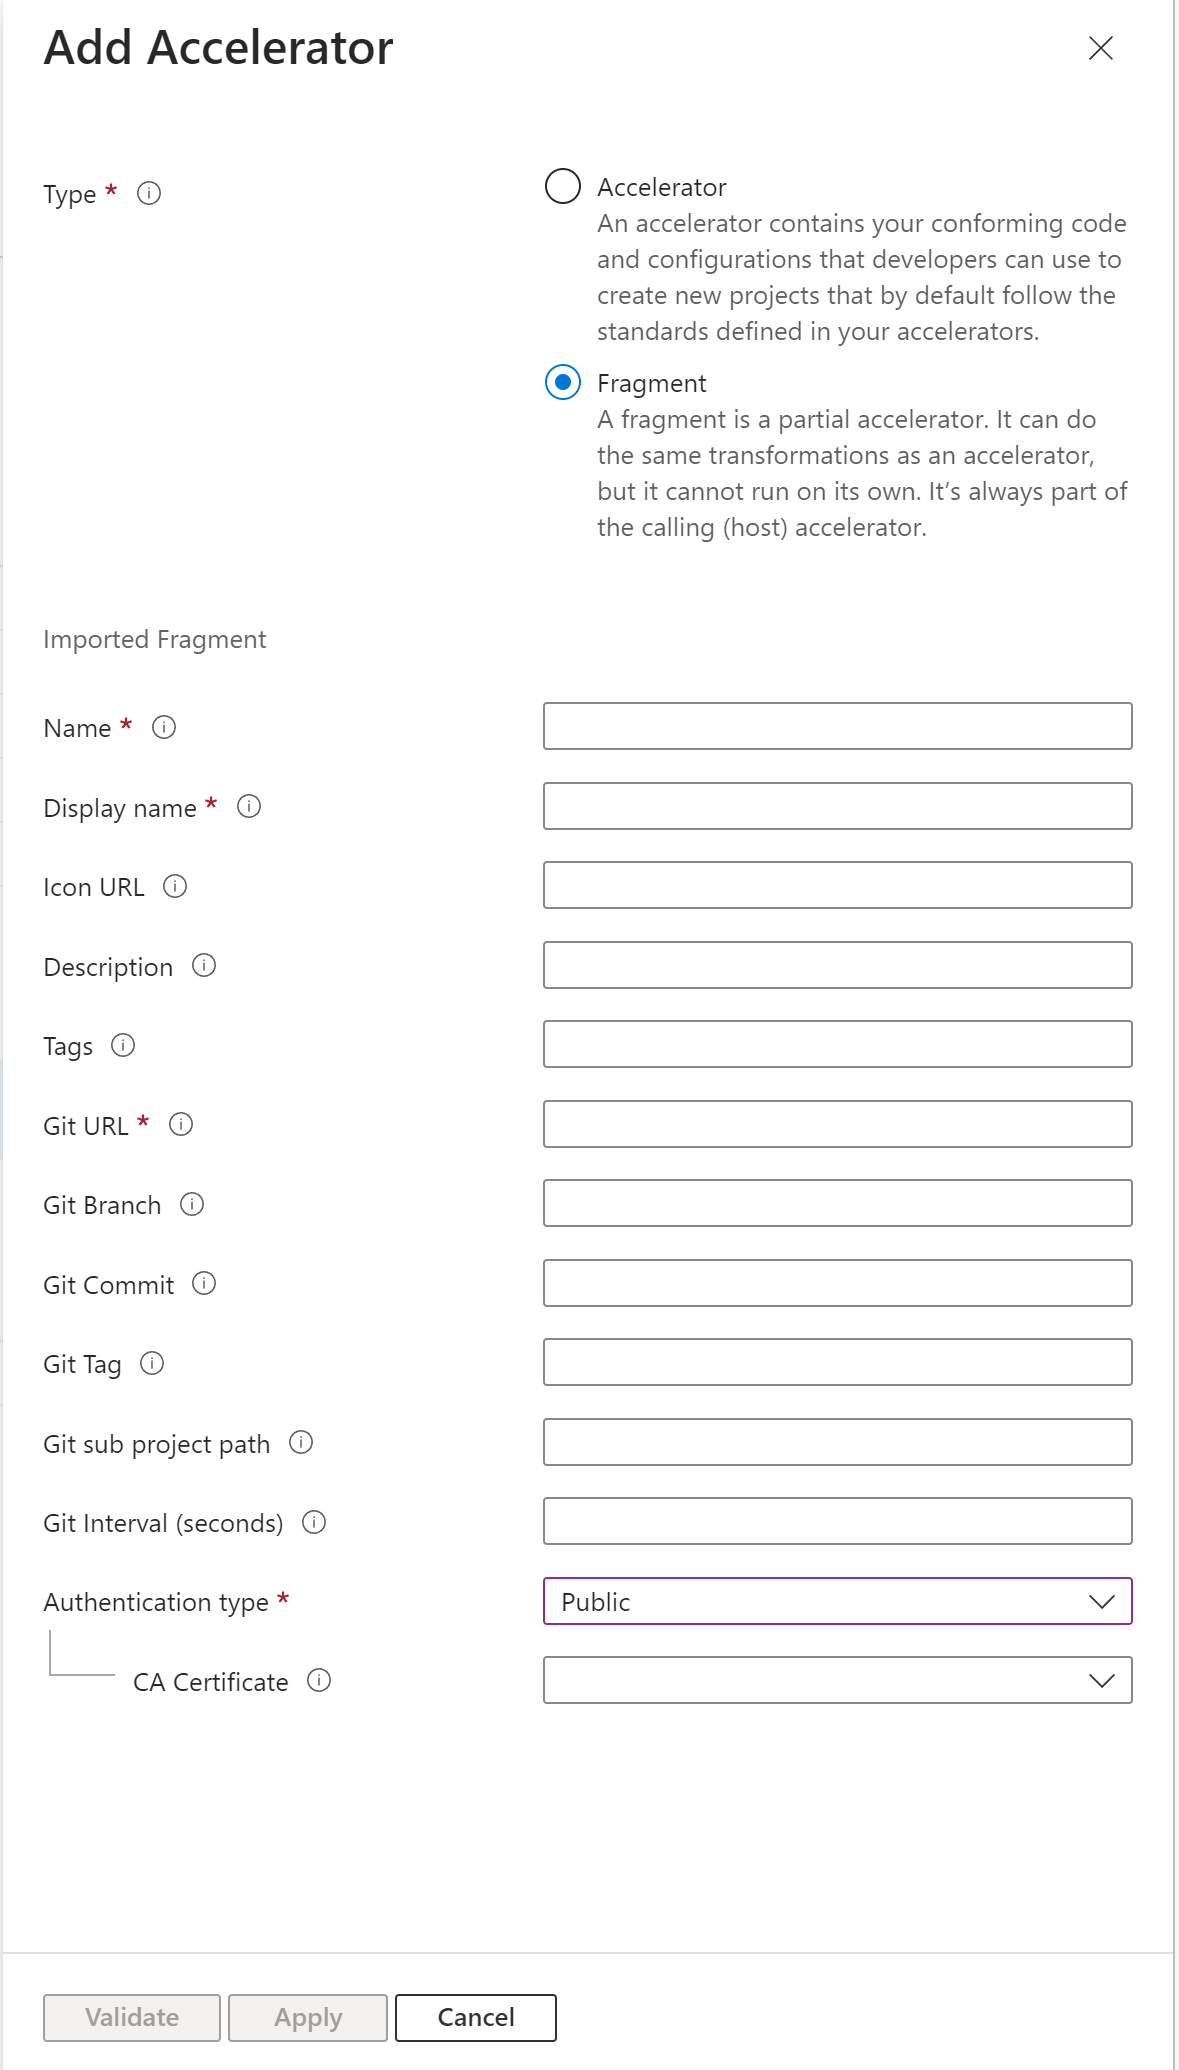 Add Accelerator
Type *
Accelerator
An accelerator contains your conforming code
and configurations that developers can use to
create new projects that by default follow the
standards defined in your accelerators.
Fragment
A fragment is a partial accelerator. It can do
the same transformations as an accelerator,
but it cannot run on its own. It’s always part of
the calling (host) accelerator.
Imported Fragment
Name *
Display name *
Icon URL
Description
Tags
Git URL *
Git Branch
Git Commit
Git Tag
Git sub project path
Git Interval (seconds)
Authentication type *
Public
CA Certificate
Validate
Apply
Cancel